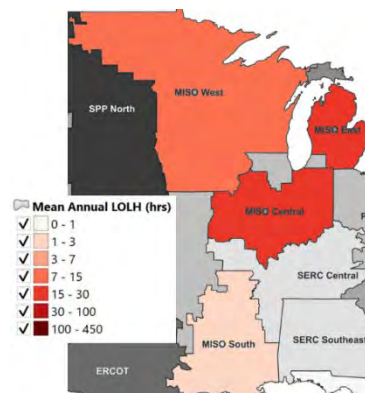 MISO West
SPP North
MISO East
Mean Annual LOLH (hrs)
0 - 1
1 - 3
3 - 7
7 - 15
15 - 30
30 - 100
100 - 450
MISO Central
SERC Central
MISO South
SERC Southeast
ERCOT